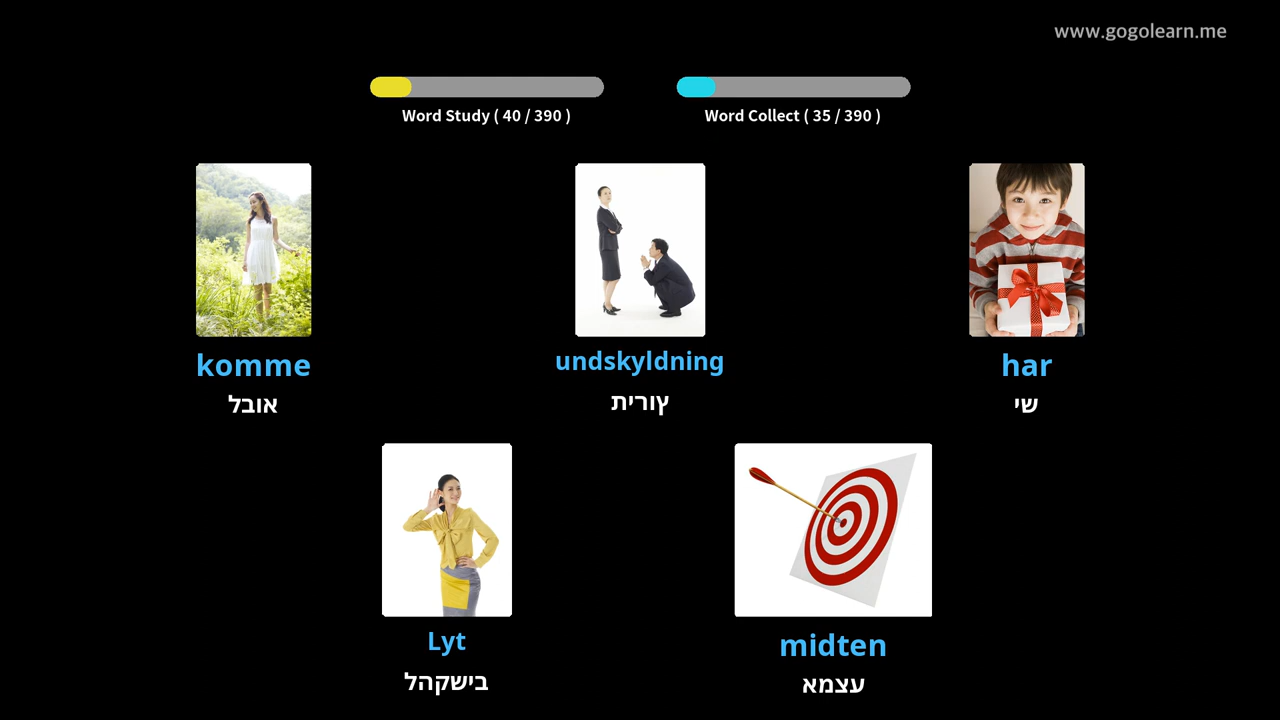 www.gogolearn.me
Word Study ( 40 / 390 )
Word Collect ( 35 / 390 )
komme
אובל
undskyldning
ץורית
har
שי
Lyt
בישקהל
midten
עצמא